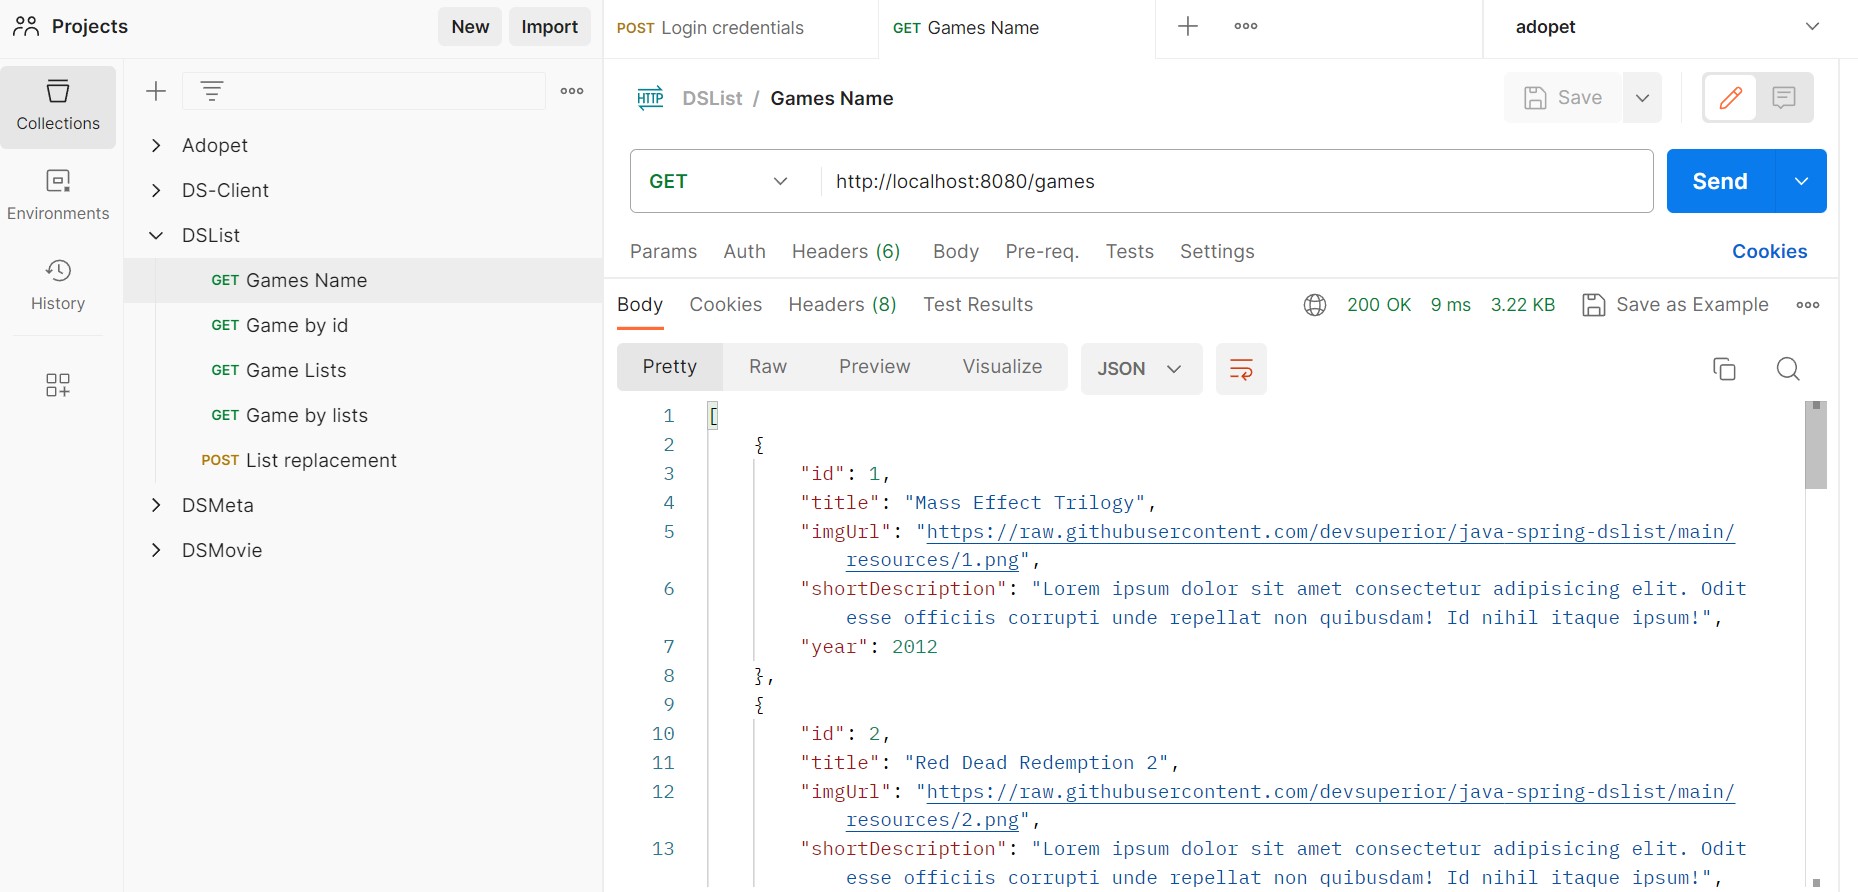 Projects
New
Import
POST Login credentials
GET Games Name
adopet
Collections
Environments
History
Adopet
DS-Client
DSList
GET Games Name
GET Game by id
GET Game Lists
GET Game by lists
POST List replacement
DSMeta
DSMovie
HTTP DSList / Games Name
Save
GET http://localhost:8080/games
Send
Params Auth Headers (6) Body Pre-req. Tests Settings Cookies
Body Cookies Headers (8) Test Results 200 OK 9 ms 3.22 KB Save as Example
Pretty Raw Preview Visualize JSON
1 [
2 {
3 "id": 1,
4 "title": "Mass Effect Trilogy",
5 "imgUrl": "https://raw.githubusercontent.com/devsuperior/java-spring-dslist/main/
resources/1.png",
6 "shortDescription": "Lorem ipsum dolor sit amet consectetur adipisicing elit. Odit
esse officiis corrupti unde repellat non quibusdam! Id nihil itaque ipsum!",
7 "year": 2012
8 },
9 {
10 "id": 2,
11 "title": "Red Dead Redemption 2",
12 "imgUrl": "https://raw.githubusercontent.com/devsuperior/java-spring-dslist/main/
resources/2.png",
13 "shortDescription": "Lorem ipsum dolor sit amet consectetur adipisicing elit. Odit
esse officiis corrupti unde repellat non quibusdam! Id nihil itaque ipsum!",